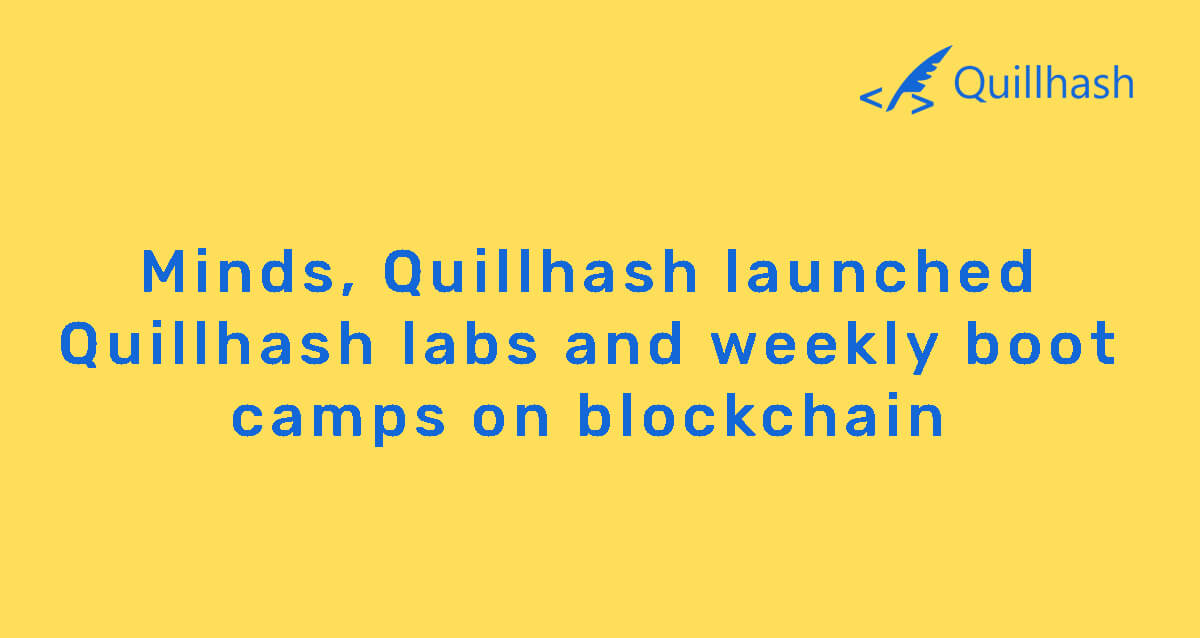 Quillhash
Minds, Quillhash launched
Quillhash labs and weekly boot
camps on blockchain